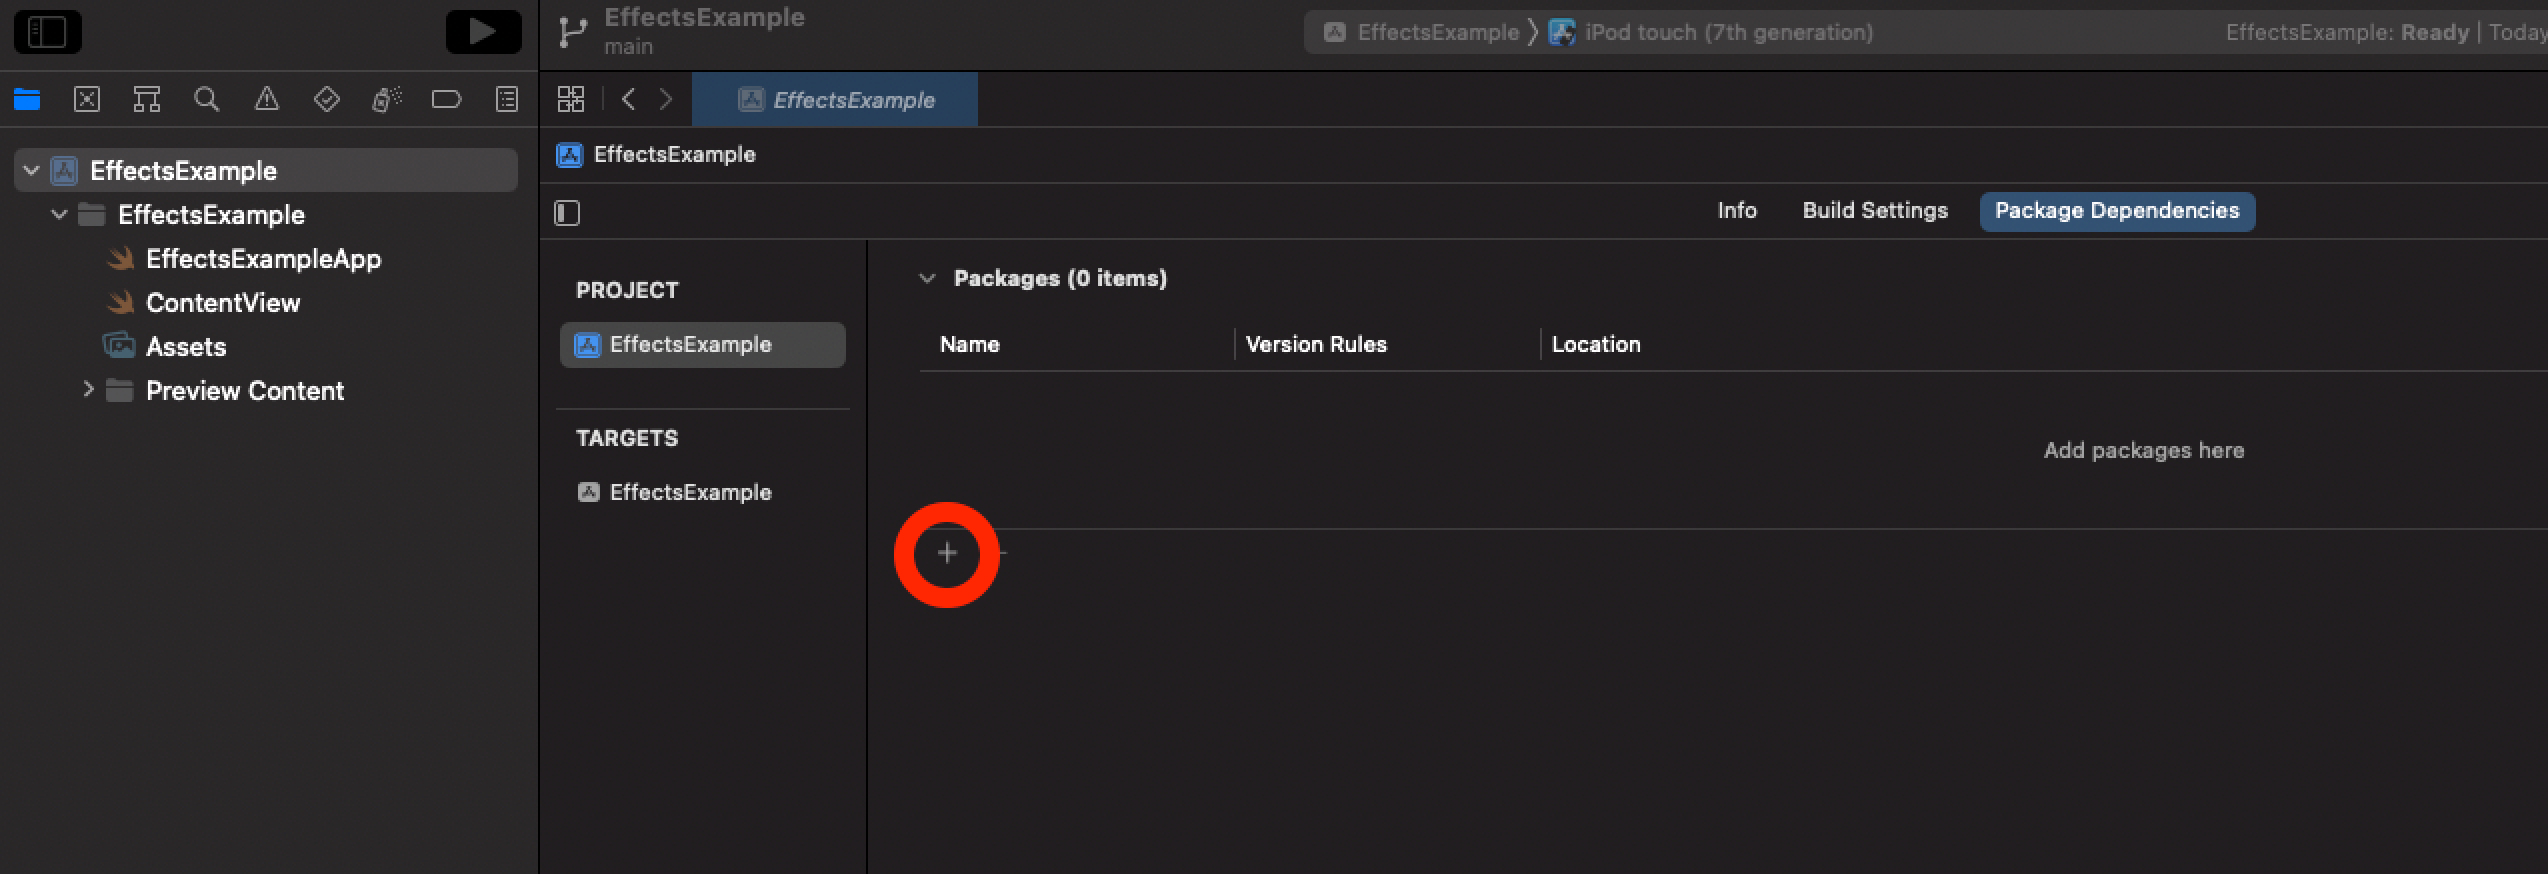 EffectsExample
main
EffectsExample
iPod touch (7th generation)
EffectsExample: Ready | Today
EffectsExample
EffectsExample
EffectsExample
EffectsExample
EffectsExampleApp
ContentView
Assets
Preview Content
Info
Build Settings
Package Dependencies
PROJECT
EffectsExample
TARGETS
EffectsExample
Packages (0 items)
Name
Version Rules
Location
Add packages here